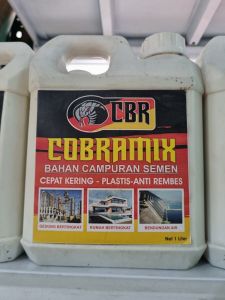 CBR
COBRAMIX
BAHAN CAMPURAN SEMEN
CEPAT KERING - PLASTIS-ANTI REMBES
GEDUNG BERTINGKAT
RUMAH BERTINGKAT
BENDUNGAN AIR
Net 1 Liter